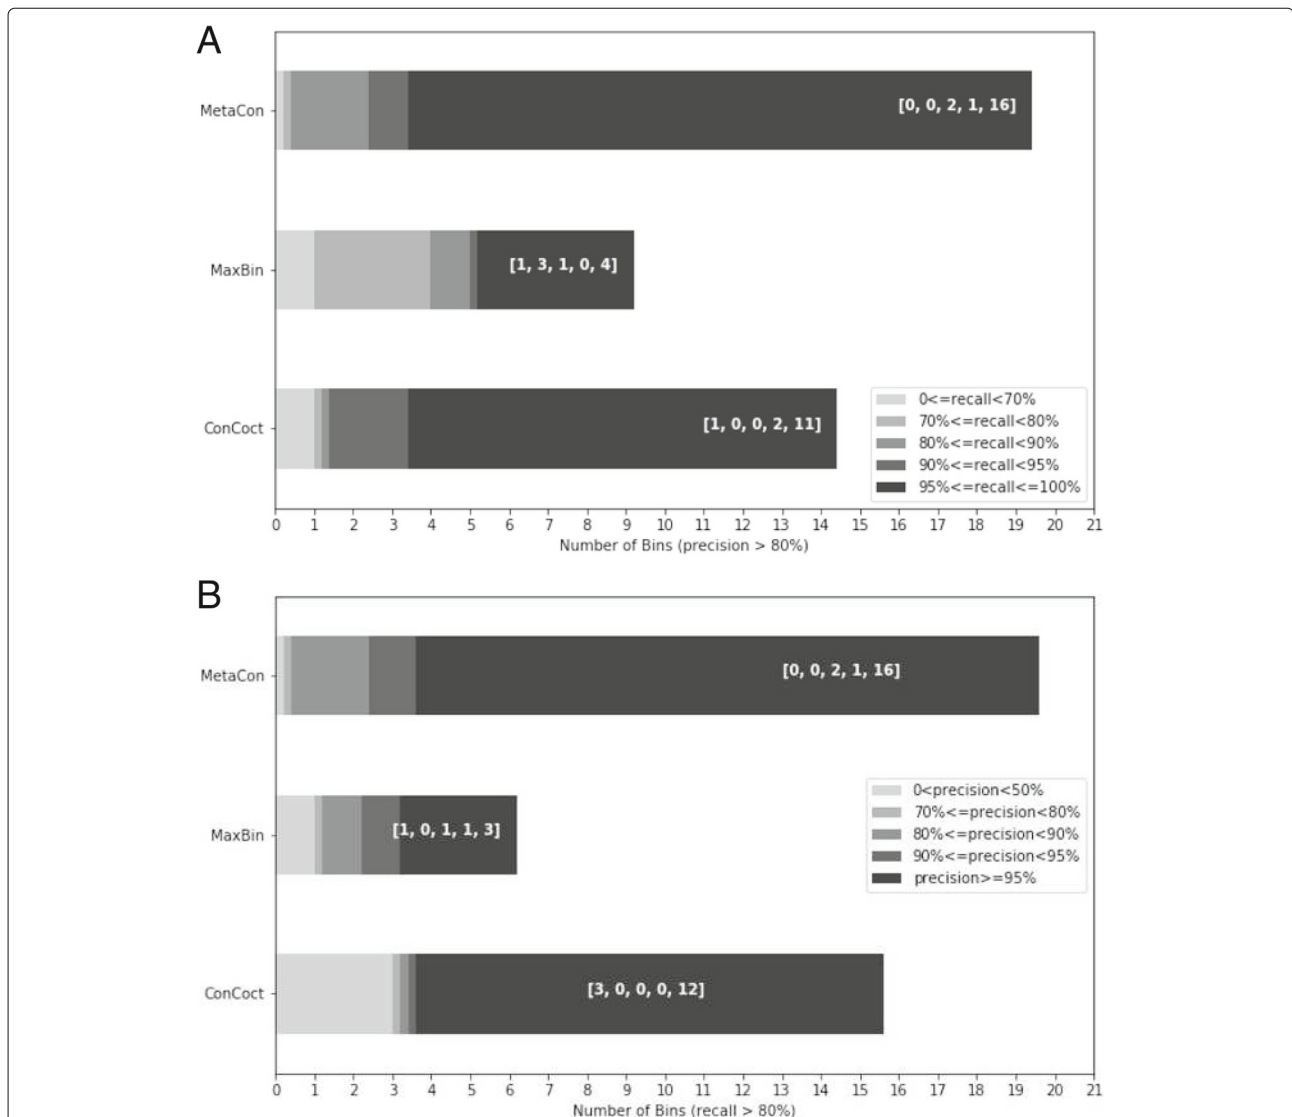 A
MetaCon
[0, 0, 2, 1, 16]
MaxBin
[1, 3, 1, 0, 4]
ConCoct
[1, 0, 0, 2, 11]
0<=recall<70%
70%<=recall<80%
80%<=recall<90%
90%<=recall<95%
95%<=recall<=100%
0 1 2 3 4 5 6 7 8 9 10 11 12 13 14 15 16 17 18 19 20 21
Number of Bins (precision > 80%)
B
MetaCon
[0, 0, 2, 1, 16]
MaxBin
[1, 0, 1, 1, 3]
ConCoct
[3, 0, 0, 0, 12]
0<precision<50%
70%<=precision<80%
80%<=precision<90%
90%<=precision<95%
precision>=95%
0 1 2 3 4 5 6 7 8 9 10 11 12 13 14 15 16 17 18 19 20 21
Number of Bins (recall > 80%)